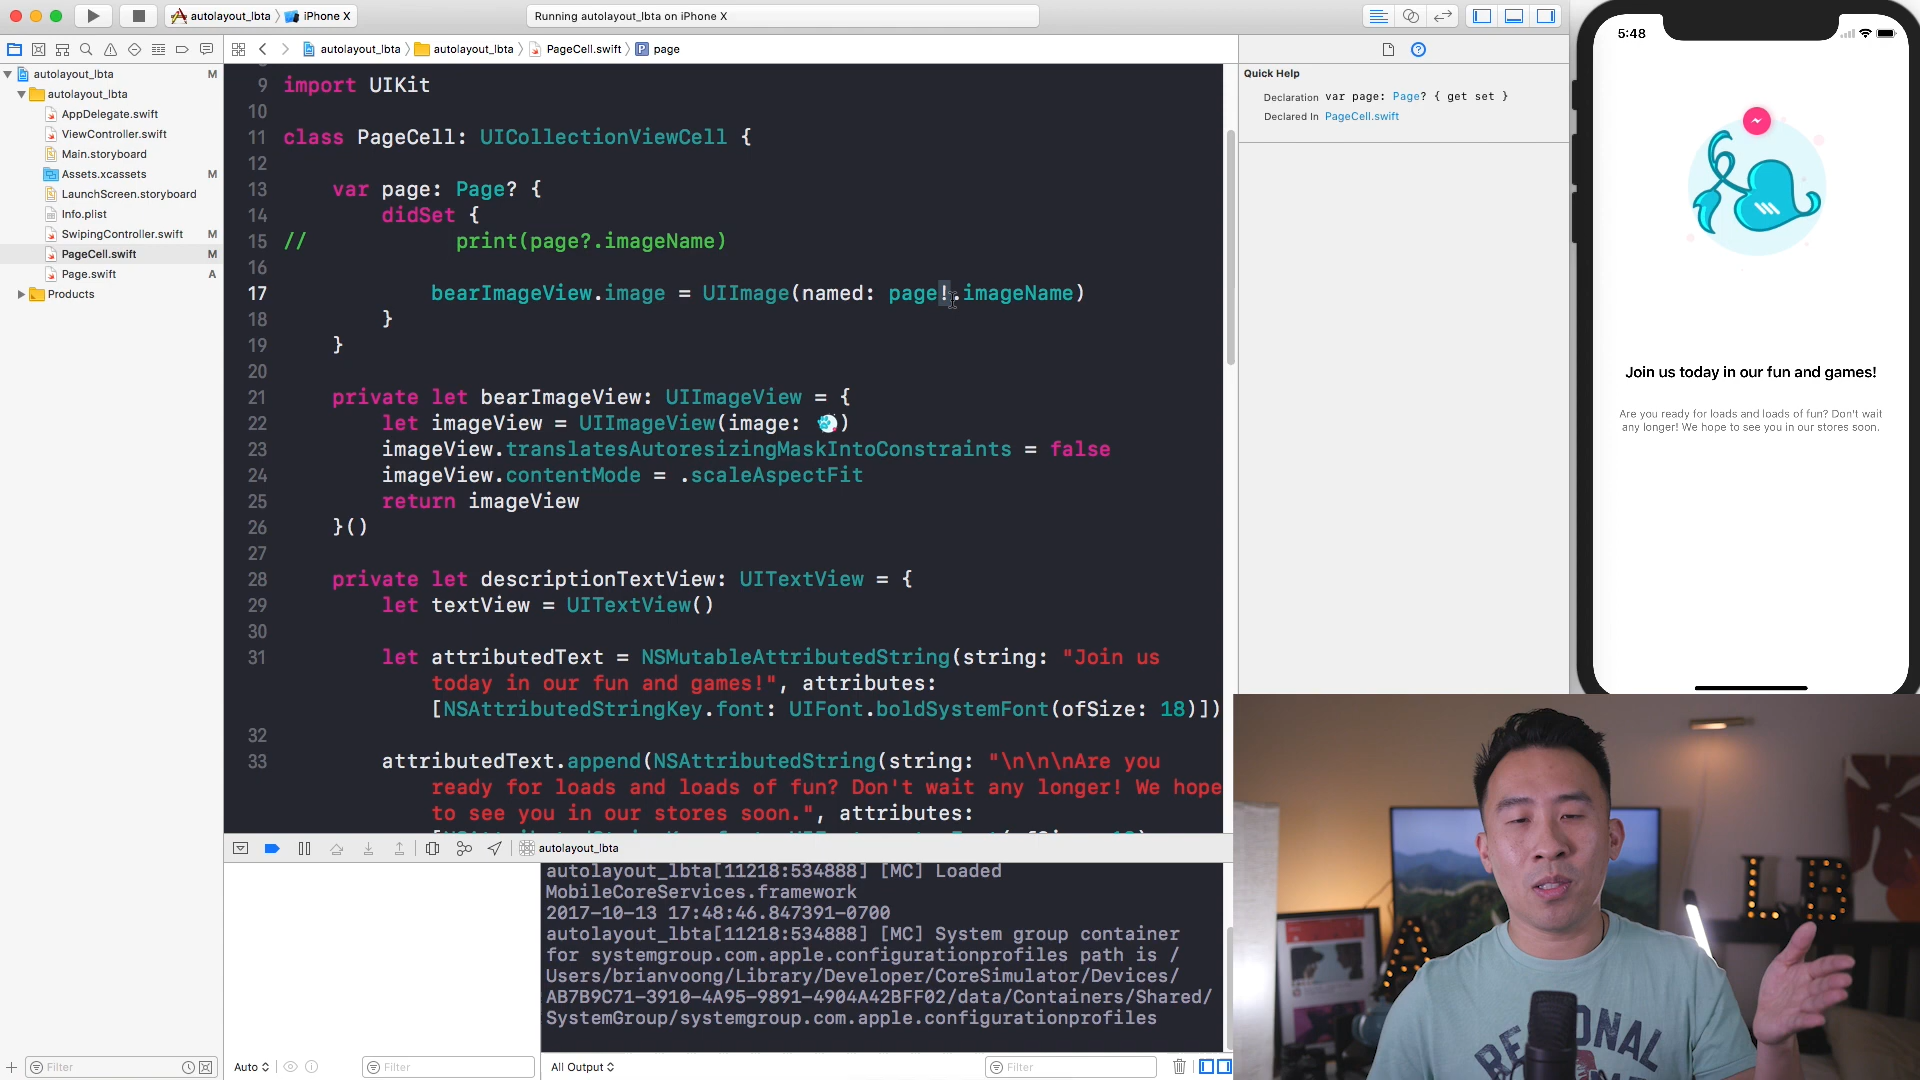 autolayout_lbta
iPhone X
Running autolayout_lbta on iPhone X
autolayout_lbta
autolayout_lbta
PageCell.swift
P
page
autolayout_lbta
M
autolayout_lbta
AppDelegate.swift
ViewController.swift
Main.storyboard
Assets.xcassets
M
LaunchScreen.storyboard
Info.plist
SwipingController.swift
M
PageCell.swift
M
Page.swift
A
Products
9 import UIKit
10
11 class PageCell: UICollectionViewCell {
12
13 var page: Page? {
14 didSet {
15 // print(page?.imageName)
16
17 bearImageView.image = UIImage(named: page!.imageName)
18 }
19 }
20
21 private let bearImageView: UIImageView = {
22 let imageView = UIImageView(image: )
23 imageView.translatesAutoresizingMaskIntoConstraints = false
24 imageView.contentMode = .scaleAspectFit
25 return imageView
26 }()
27
28 private let descriptionTextView: UITextView = {
29 let textView = UITextView()
30
31 let attributedText = NSMutableAttributedString(string: "Join us
today in our fun and games!", attributes:
[NSAttributedStringKey.font: UIFont.boldSystemFont(ofSize: 18)])
32
33 attributedText.append(NSAttributedString(string: "\n\n\nAre you
ready for loads and loads of fun? Don't wait any longer! We hope
to see you in our stores soon.", attributes:
autolayout_lbta
autolayout_lbta[11218:534888] [MC] Loaded
MobileCoreServices.framework
2017-10-13 17:48:46.847391-0700
autolayout_lbta[11218:534888] [MC] System group container
for systemgroup.com.apple.configurationprofiles path is /
Users/brianvoong/Library/Developer/CoreSimulator/Devices/
AB7B9C71-3910-4A95-9891-4904A42BFF02/data/Containers/Shared/
SystemGroup/systemgroup.com.apple.configurationprofiles
Filter
Auto
Filter
All Output
Filter
Quick Help
Declaration var page: Page? { get set }
Declared In PageCell.swift
5:48
Join us today in our fun and games!
Are you ready for loads and loads of fun? Don't wait
any longer! We hope to see you in our stores soon.
A
L B
REGIONAL